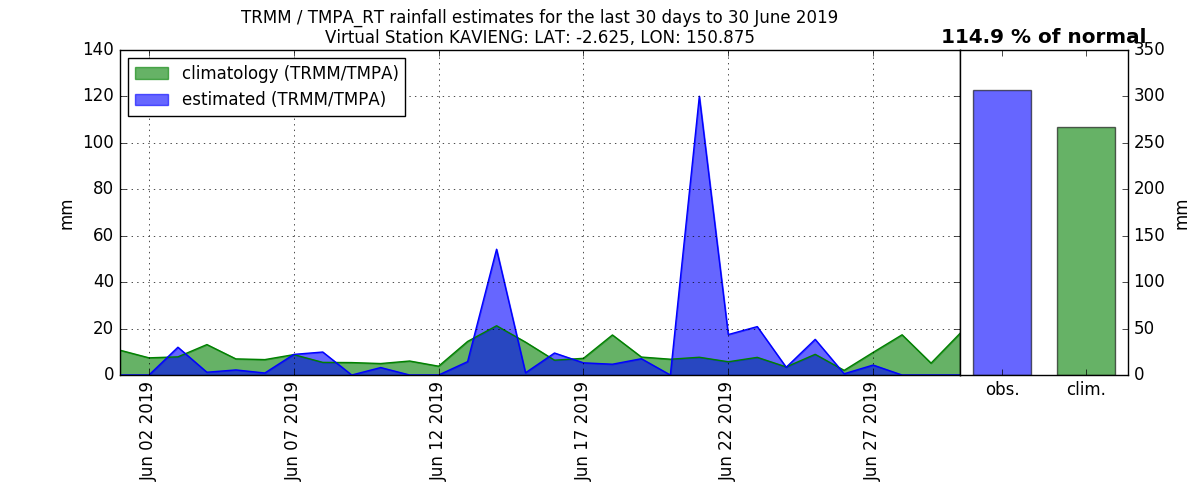 TRMM / TMPA_RT rainfall estimates for the last 30 days to 30 June 2019
Virtual Station KAVIENG: LAT: -2.625, LON: 150.875
114.9 % of normal
climatology (TRMM/TMPA)
estimated (TRMM/TMPA)
mm
140
120
100
80
60
40
20
0
Jun 02 2019
Jun 07 2019
Jun 12 2019
Jun 17 2019
Jun 22 2019
Jun 27 2019
obs.
clim.
350
300
250
200
150
100
50
0
mm